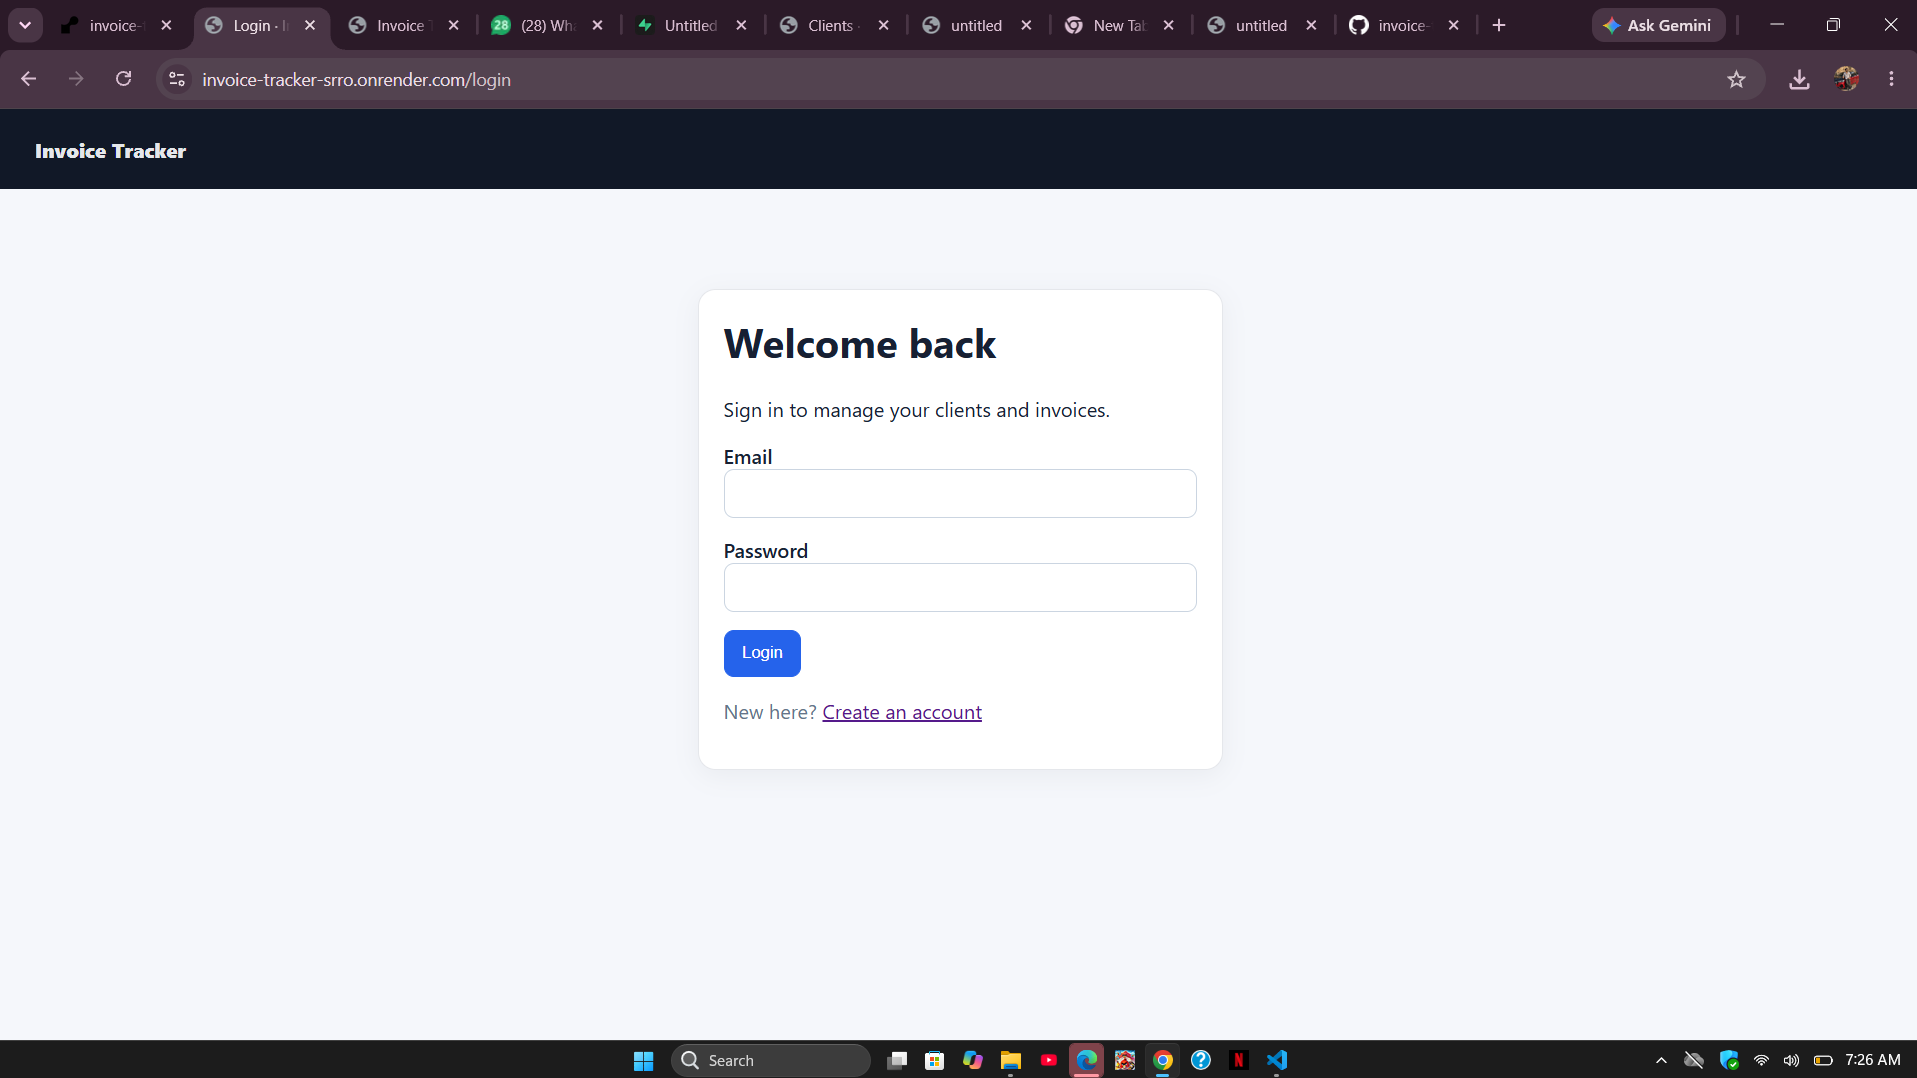 invoice-
Login · I
Invoice
(28) Wha
Untitled
Clients ·
untitled
New Tab
untitled
invoice-
Ask Gemini
invoice-tracker-srro.onrender.com/login
Invoice Tracker
Welcome back
Sign in to manage your clients and invoices.
Email
Password
Login
New here? Create an account
Search
7:26 AM